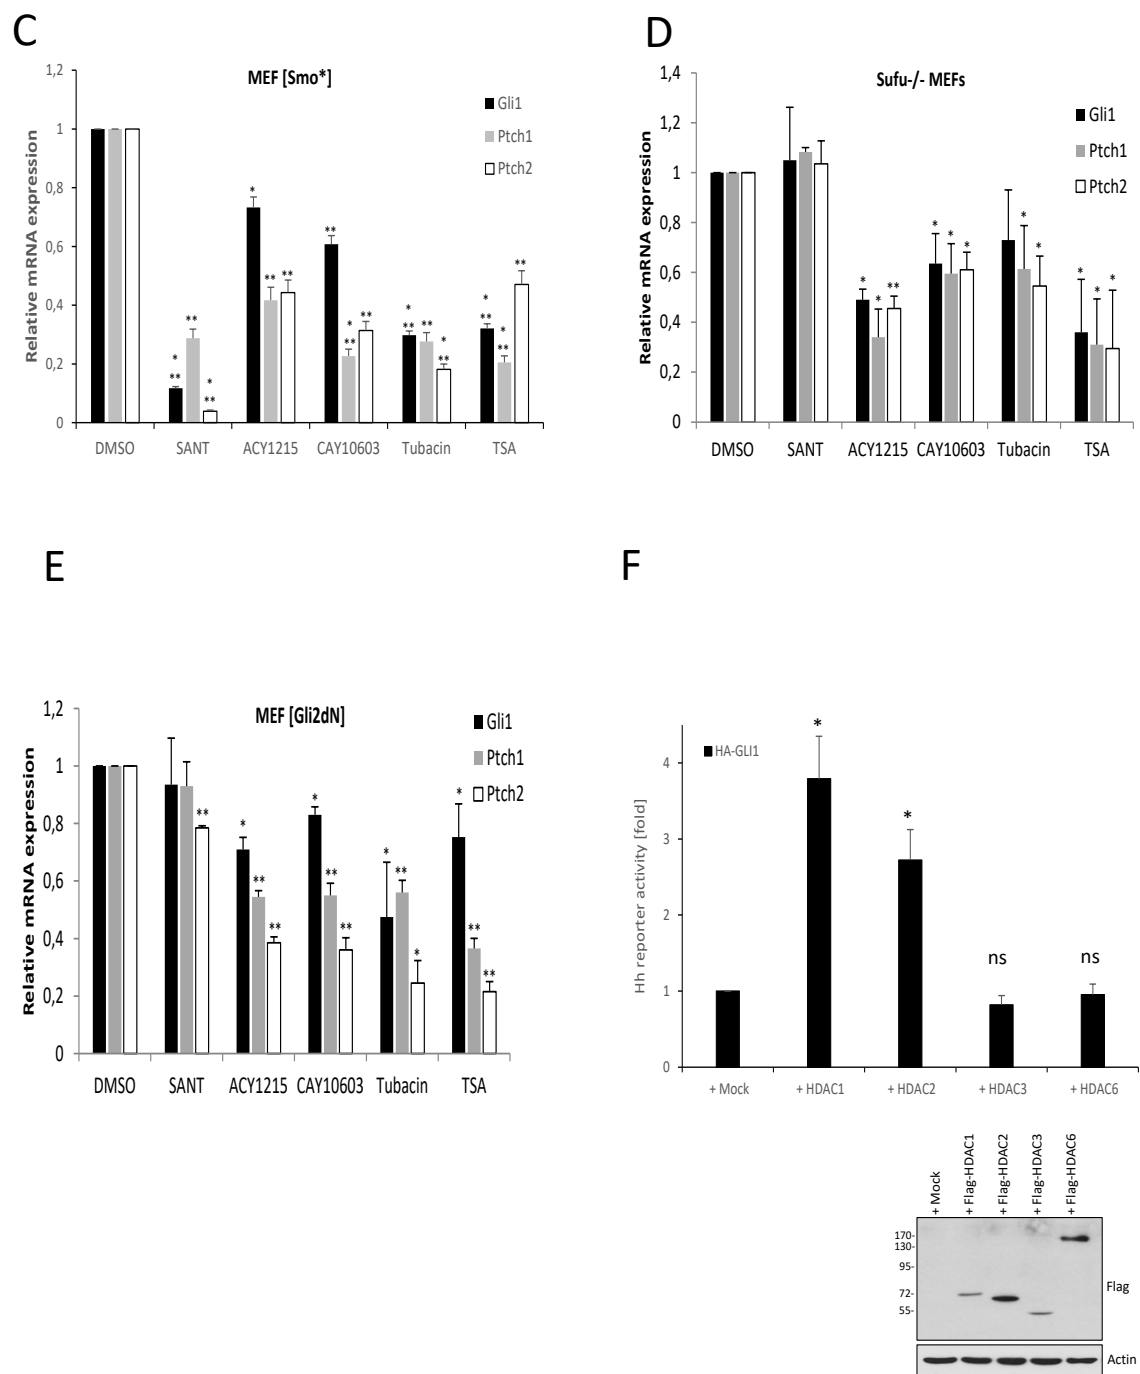 C
MEF [Smo*]
Relative mRNA expression
1,2
1
0,8
0,6
0,4
0,2
0
Gli1
Ptch1
Ptch2
* ** **
** * ** **
* ** ** * **
* ** ** * **
* ** * ** **
DMSO SANT ACY1215 CAY10603 Tubacin TSA
D
Sufu-/- MEFs
Relative mRNA expression
1,4
1,2
1
0,8
0,6
0,4
0,2
0
Gli1
Ptch1
Ptch2
* * **
* * *
* *
* * *
DMSO SANT ACY1215 CAY10603 Tubacin TSA
E
MEF [Gli2dN]
Relative mRNA expression
1,2
1
0,8
0,6
0,4
0,2
0
Gli1
Ptch1
Ptch2
**
* ** **
* ** **
* ** *
* ** **
DMSO SANT ACY1215 CAY10603 Tubacin TSA
F
HA-GLI1
Hh reporter activity [fold]
4
3
2
1
0
* * ns ns
+ Mock + HDAC1 + HDAC2 + HDAC3 + HDAC6
+ Mock
+ Flag-HDAC1
+ Flag-HDAC2
+ Flag-HDAC3
+ Flag-HDAC6
170-
130-
95-
72-
55-
Flag
Actin